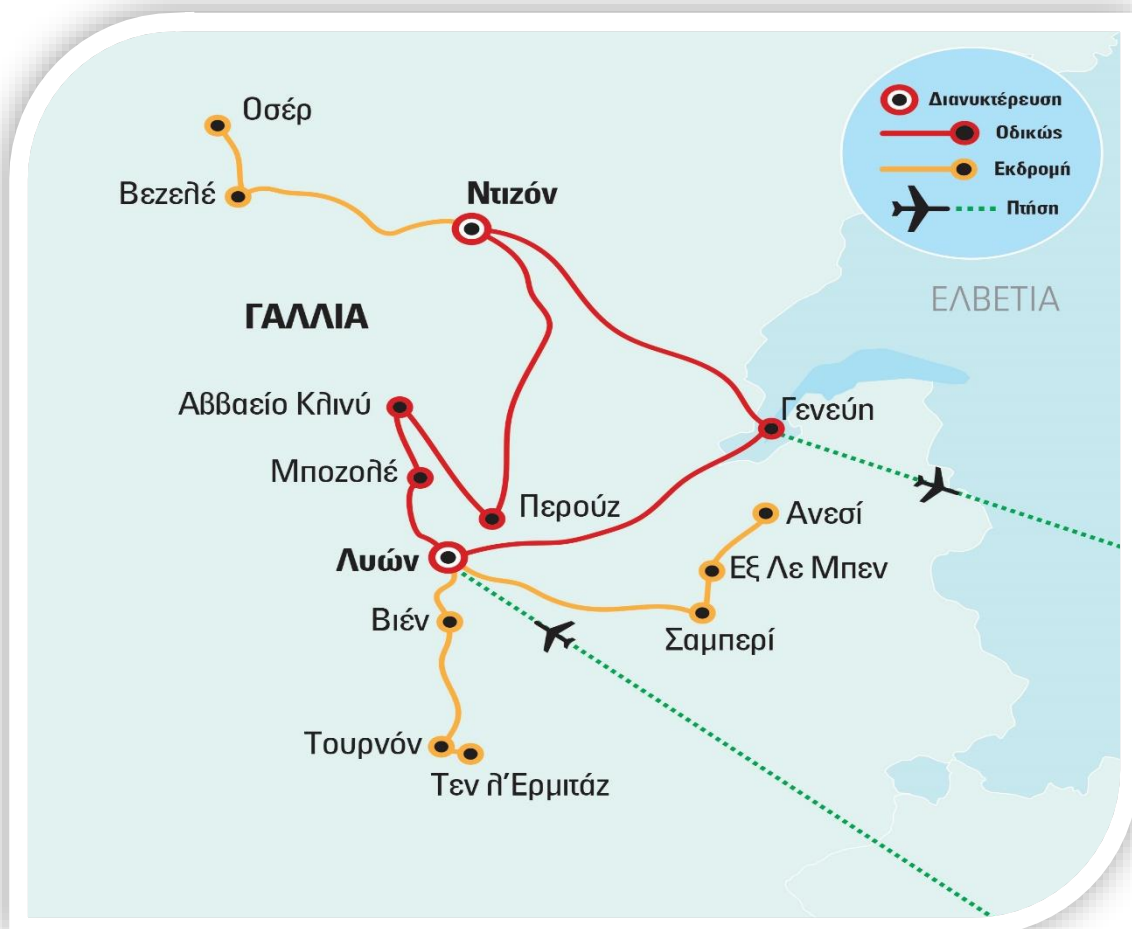 Διανυκτέρευση
Οδικώς
Εκδρομή
Πτήση
Οσέρ
Βεζελέ
Ντιζόν
ΕΛΒΕΤΙΑ
ΓΑΛΛΙΑ
Αββαείο Κλινύ
Γενεύη
Μποζολέ
Περούζ
Ανεσί
Λυών
Εξ Λε Μπεν
Βιέν
Σαμπερί
Τουρνόν
Τεν λ'Ερμιτάζ